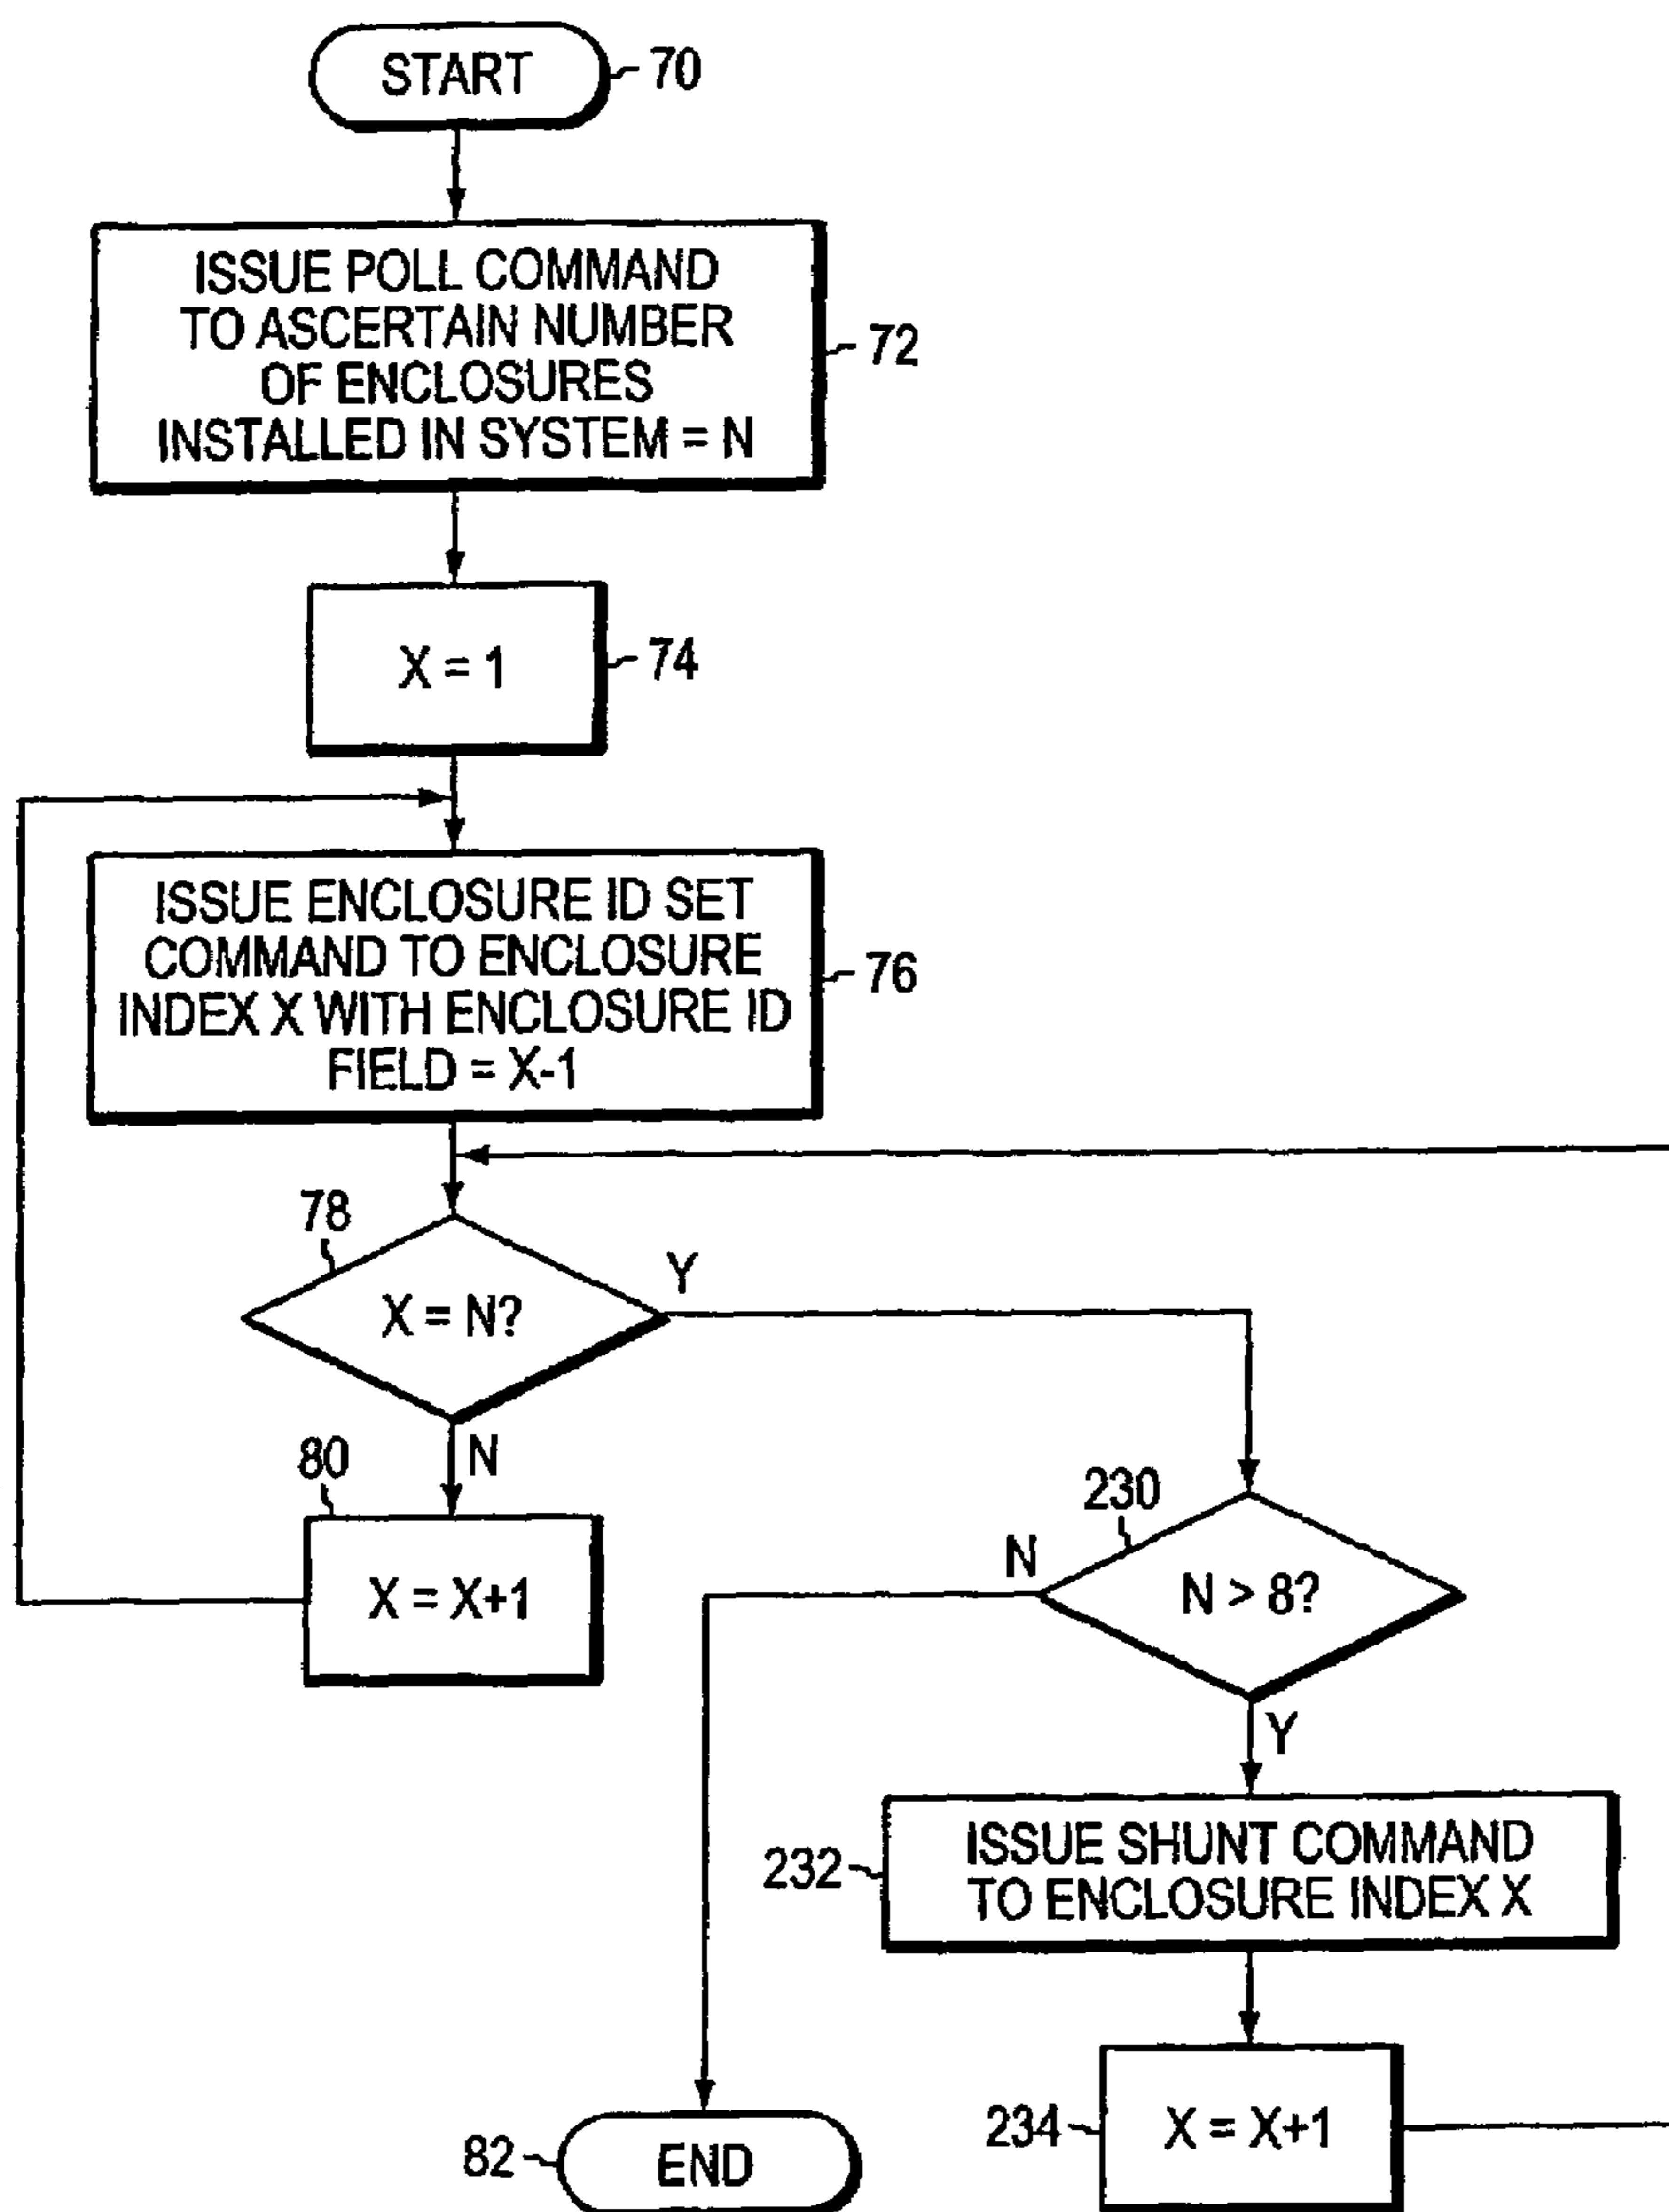 START
70
ISSUE POLL COMMAND
TO ASCERTAIN NUMBER
OF ENCLOSURES
INSTALLED IN SYSTEM = N
72
X = 1
74
ISSUE ENCLOSURE ID SET
COMMAND TO ENCLOSURE
INDEX X WITH ENCLOSURE ID
FIELD = X-1
76
78
X = N?
Y
N
80
X = X+1
230
N
N > 8?
Y
232
ISSUE SHUNT COMMAND
TO ENCLOSURE INDEX X
234
X = X+1
82
END